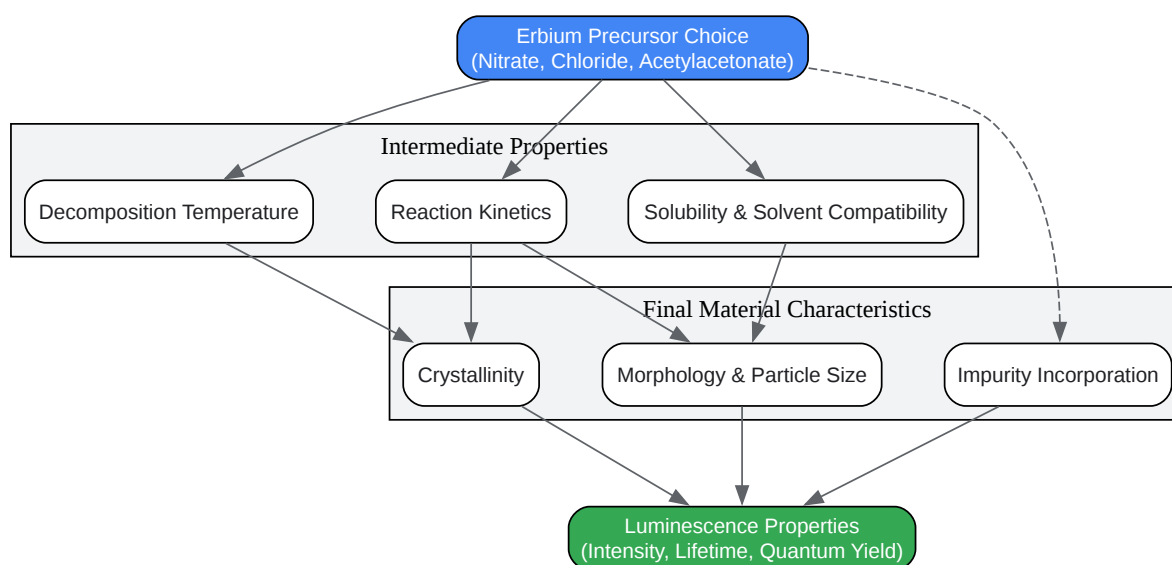 Erbium Precursor Choice
(Nitrate, Chloride, Acetylacetonate)
Intermediate Properties
Decomposition Temperature
Reaction Kinetics
Solubility & Solvent Compatibility
Final Material Characteristics
Crystallinity
Morphology & Particle Size
Impurity Incorporation
Luminescence Properties
(Intensity, Lifetime, Quantum Yield)